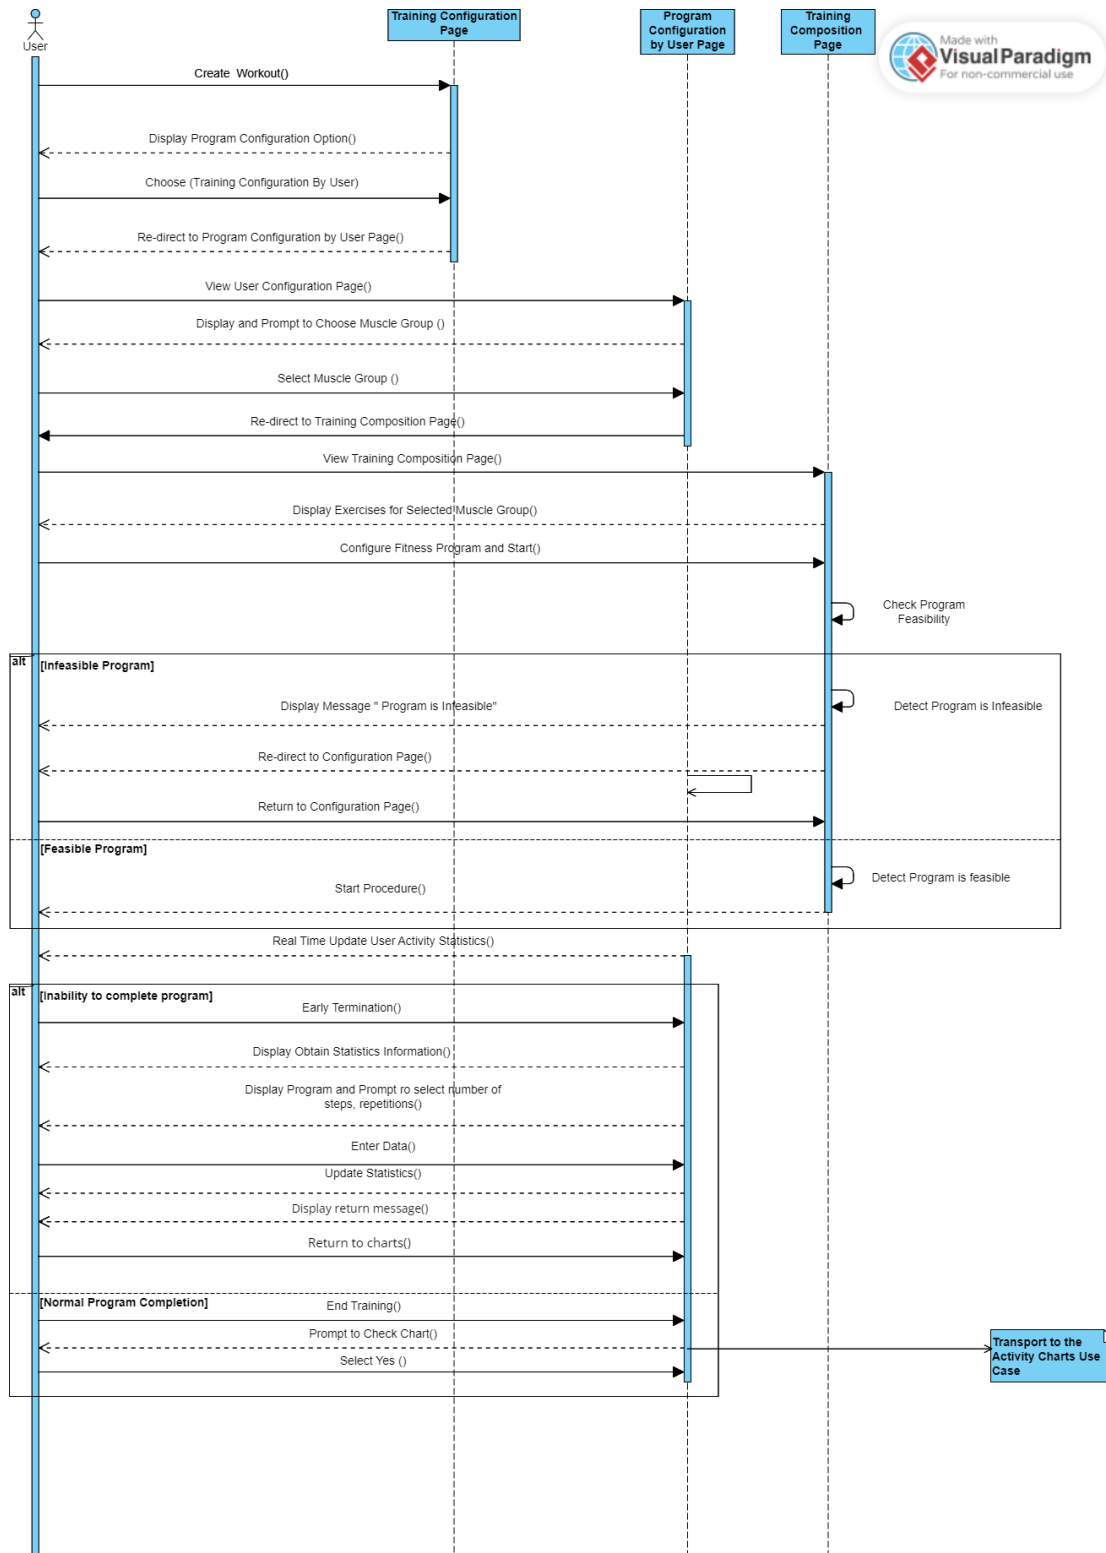 User
Training Configuration
Page
Program
Configuration
by User Page
Training
Composition
Page
Made with
Visual Paradigm
For non-commercial use
Create Workout()
Display Program Configuration Option()
Choose (Training Configuration By User)
Re-direct to Program Configuration by User Page()
View User Configuration Page()
Display and Prompt to Choose Muscle Group ()
Select Muscle Group ()
Re-direct to Training Composition Page()
View Training Composition Page()
Display Exercises for Selected Muscle Group()
Configure Fitness Program and Start()
Check Program
Feasibility
alt
[Infeasible Program]
Display Message " Program is Infeasible"
Detect Program is Infeasible
Re-direct to Configuration Page()
Return to Configuration Page()
[Feasible Program]
Detect Program is feasible
Start Procedure()
Real Time Update User Activity Statistics()
alt
[Inability to complete program]
Early Termination()
Display Obtain Statistics Information()
Display Program and Prompt ro select number of
steps, repetitions()
Enter Data()
Update Statistics()
Display return message()
Return to charts()
[Normal Program Completion]
End Training()
Prompt to Check Chart()
Select Yes ()
Transport to the
Activity Charts Use
Case